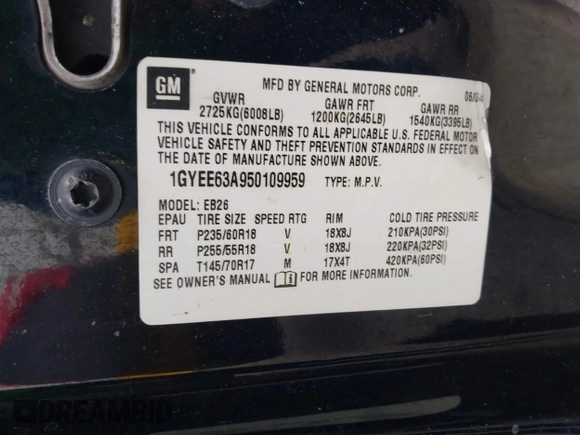 GM
MFD BY GENERAL MOTORS CORP. 06/04
GVWR GAWR FRT GAWR RR
2725KG(6008LB) 1200KG(2645LB) 1540KG(3395LB)
THIS VEHICLE CONFORMS TO ALL APPLICABLE U.S. FEDERAL MOTOR
VEHICLE SAFETY AND THEFT PREVENTION STANDARDS IN EFFECT ON
THE DATE OF MANUFACTURE SHOWN ABOVE.
1GYEE63A950109959 TYPE: M.P.V.
MODEL: EB26
EPAU TIRE SIZE SPEED RTG RIM COLD TIRE PRESSURE
FRT P235/60R18 V 18X8J 210KPA(30PSI)
RR P255/55R18 V 18X8J 220KPA(32PSI)
SPA T145/70R17 M 17X4T 420KPA(60PSI)
SEE OWNER'S MANUAL FOR MORE INFORMATION.
DREAMBID